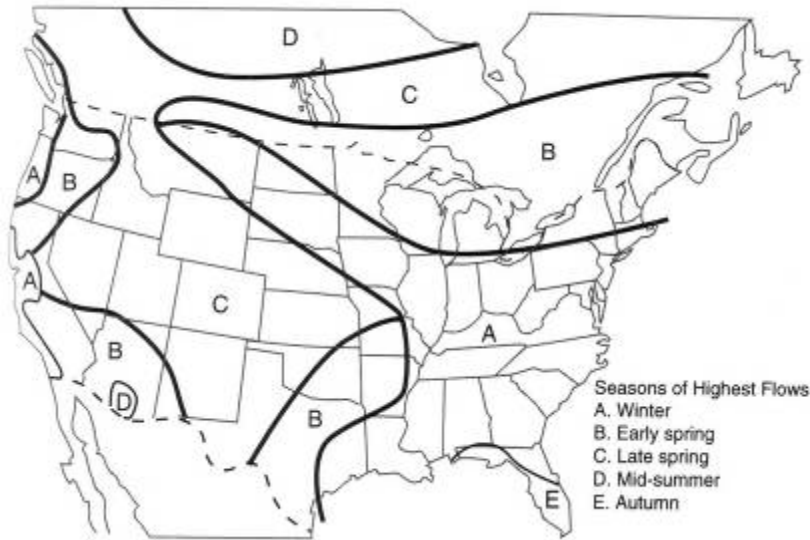 D
C
B
A
B
A
C
A
B
D
B
Seasons of Highest Flows
A. Winter
B. Early spring
C. Late spring
D. Mid-summer
E. Autumn
E